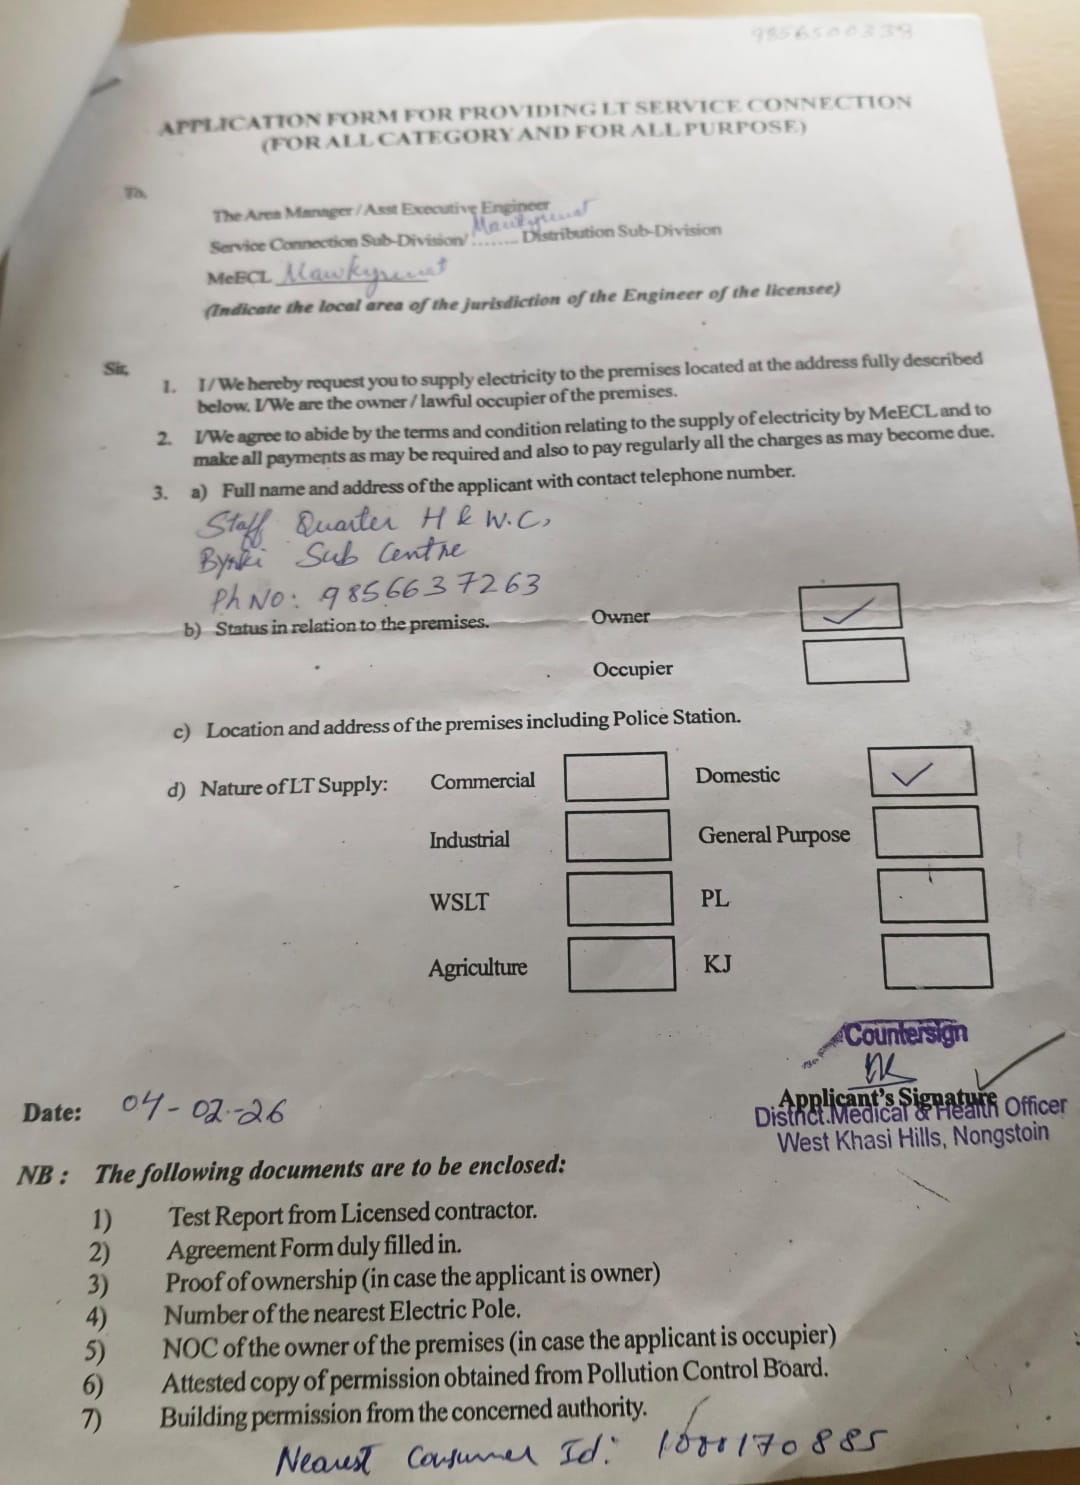 9856500339
APPLICATION FORM FOR PROVIDING LT SERVICE CONNECTION
(FOR ALL CATEGORY AND FOR ALL PURPOSE)
To,
The Area Manager/Asst Executive Engineer
Service Connection Sub-Division/ Mawkyrwat ........ Distribution Sub-Division
MeECL Mawkyrwat
(Indicate the local area of the jurisdiction of the Engineer of the licensee)
Sir,
1. I/We hereby request you to supply electricity to the premises located at the address fully described
below. I/We are the owner / lawful occupier of the premises.
2. I/We agree to abide by the terms and condition relating to the supply of electricity by MeECL and to
make all payments as may be required and also to pay regularly all the charges as may become due.
3. a) Full name and address of the applicant with contact telephone number.
Staff Quarter H & W.C,
Sub Centre
Ph No: 9856637263
b) Status in relation to the premises. Owner ✓
Occupier
c) Location and address of the premises including Police Station.
d) Nature of LT Supply: Commercial Domestic ✓
Industrial General Purpose
WSLT PL
Agriculture KJ
Countersign
Applicant's Signature
Date: 04-02-26
District Medical & Health Officer
West Khasi Hills, Nongstoin
NB : The following documents are to be enclosed:
1) Test Report from Licensed contractor.
2) Agreement Form duly filled in.
3) Proof of ownership (in case the applicant is owner)
4) Number of the nearest Electric Pole.
5) NOC of the owner of the premises (in case the applicant is occupier)
6) Attested copy of permission obtained from Pollution Control Board.
7) Building permission from the concerned authority.
Nearest Consumer Id: 1000170885